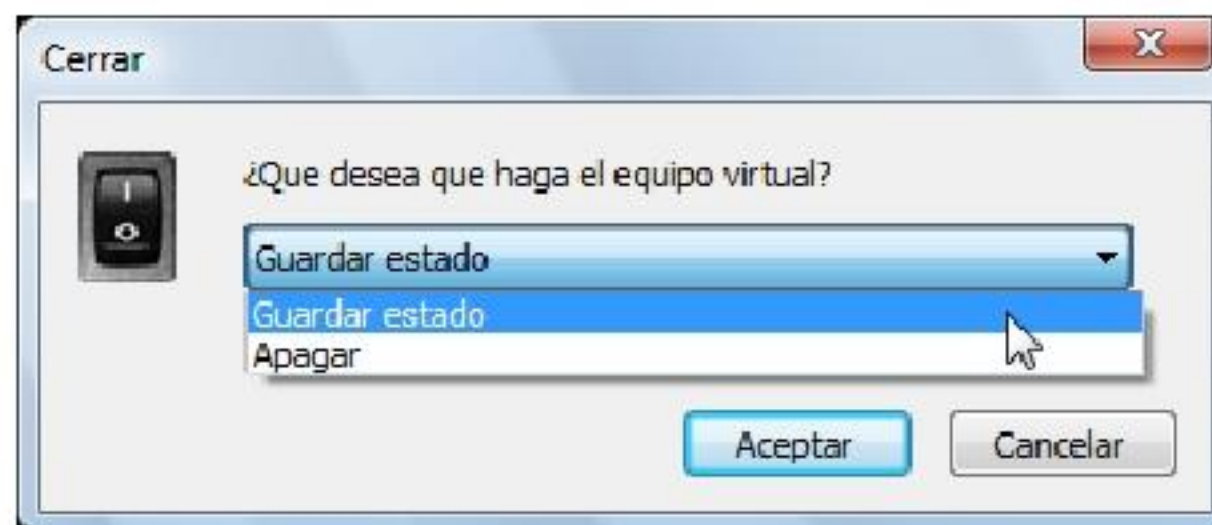 Cerrar
¿Que desea que haga el equipo virtual?
Guardar estado
Guardar estado
Apagar
Aceptar Cancelar